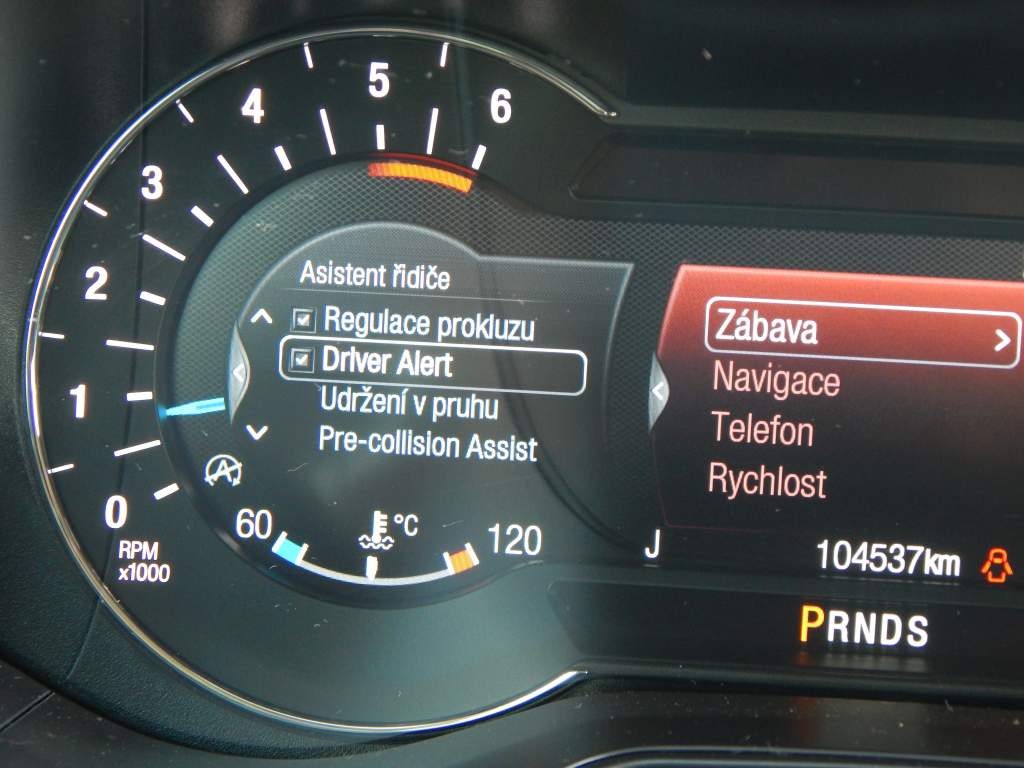 6
5
4
3
2
1
0
RPM
x1000
Asistent řidiče
Regulace prokluzu
Driver Alert
Udržení v pruhu
Pre-collision Assist
A
60
°C
120
Zábava >
Navigace
Telefon
Rychlost
J
104537km
PRNDS